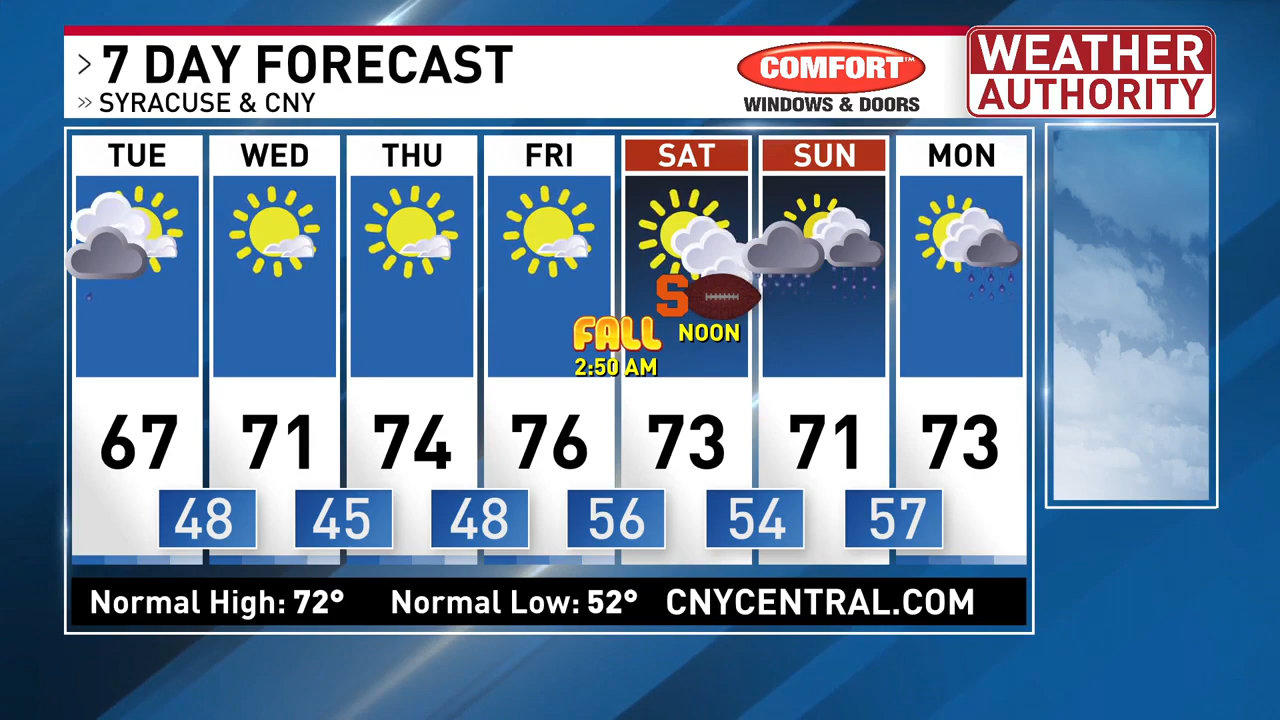 > 7 DAY FORECAST
» SYRACUSE & CNY
COMFORT™
WINDOWS & DOORS
WEATHER
AUTHORITY
TUE WED THU FRI SAT SUN MON
S
FALL NOON
2:50 AM
67 71 74 76 73 71 73
48 45 48 56 54 57
Normal High: 72° Normal Low: 52° CNYCENTRAL.COM